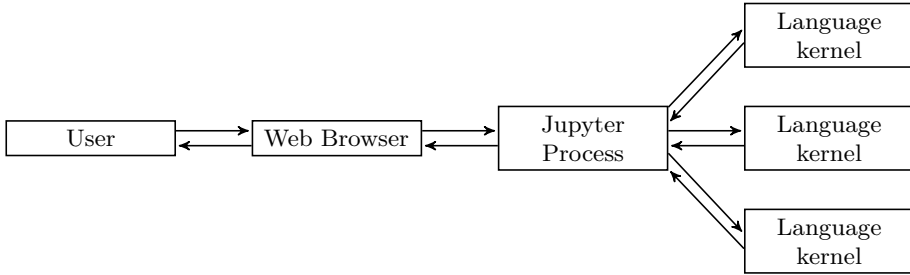 Language
kernel
User
Web Browser
Jupyter
Process
Language
kernel
Language
kernel